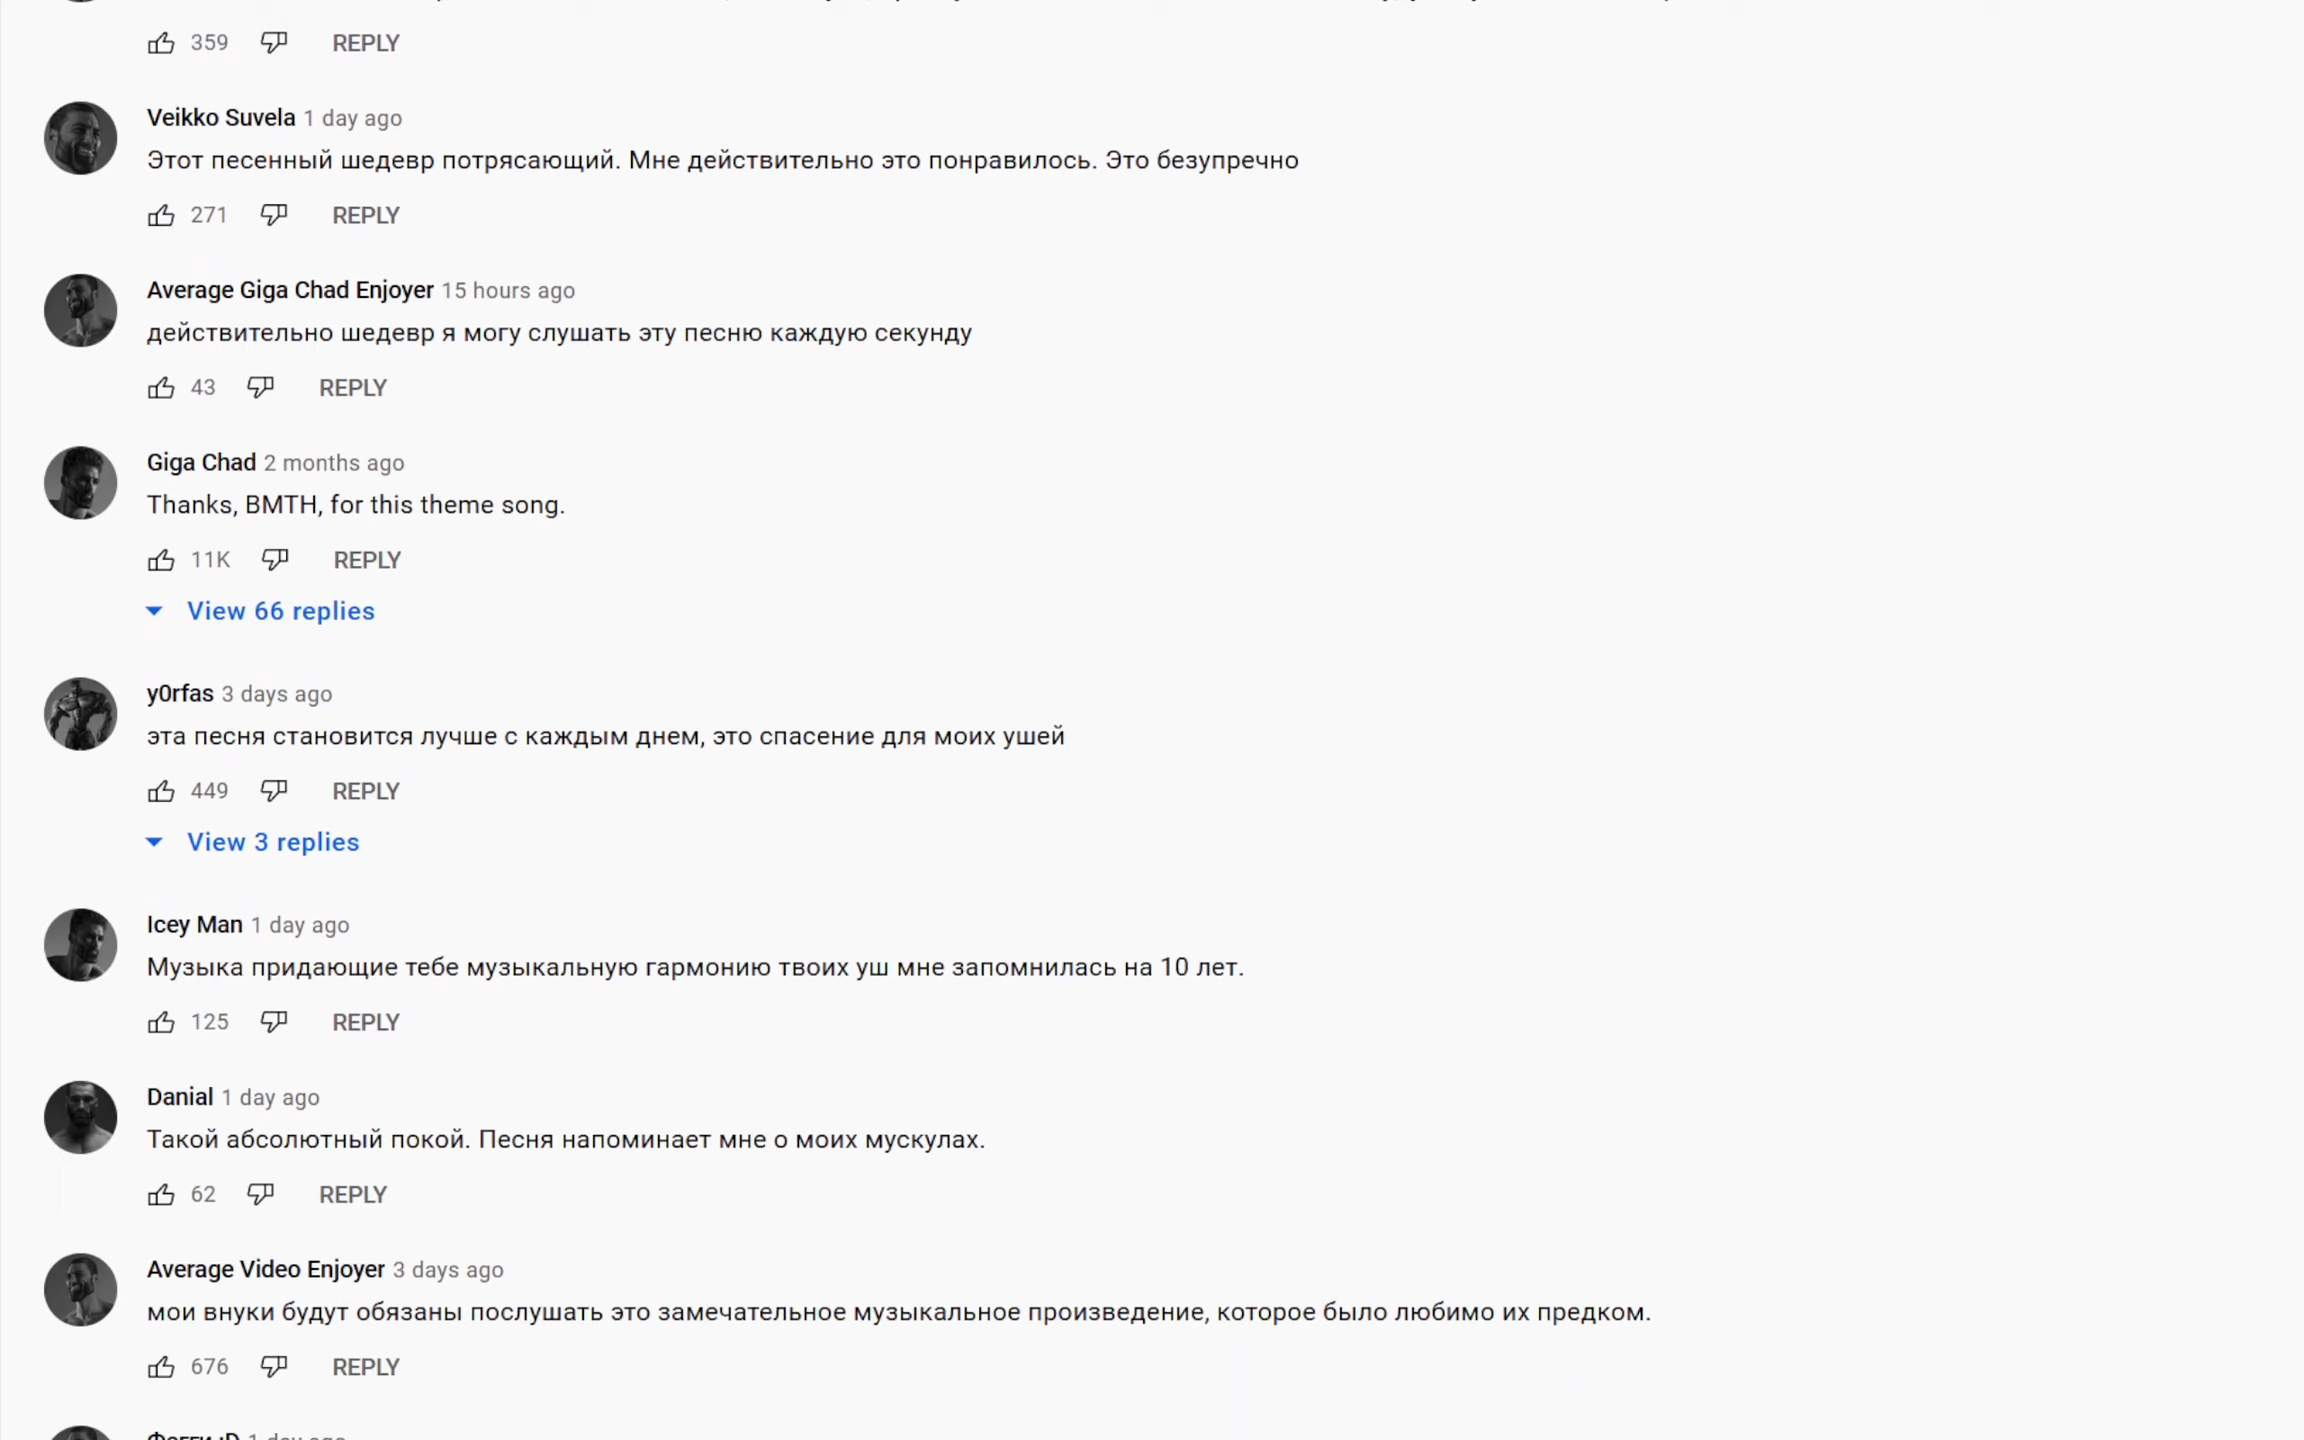 359 REPLY
Veikko Suvela 1 day ago
Этот песенный шедевр потрясающий. Мне действительно это понравилось. Это безупречно
271 REPLY
Average Giga Chad Enjoyer 15 hours ago
действительно шедевр я могу слушать эту песню каждую секунду
43 REPLY
Giga Chad 2 months ago
Thanks, BMTH, for this theme song.
11K REPLY
View 66 replies
y0rfas 3 days ago
эта песня становится лучше с каждым днем, это спасение для моих ушей
449 REPLY
View 3 replies
Icey Man 1 day ago
Музыка придающие тебе музыкальную гармонию твоих уш мне запомнилась на 10 лет.
125 REPLY
Danial 1 day ago
Такой абсолютный покой. Песня напоминает мне о моих мускулах.
62 REPLY
Average Video Enjoyer 3 days ago
мои внуки будут обязаны послушать это замечательное музыкальное произведение, которое было любимо их предком.
676 REPLY
1 day ago